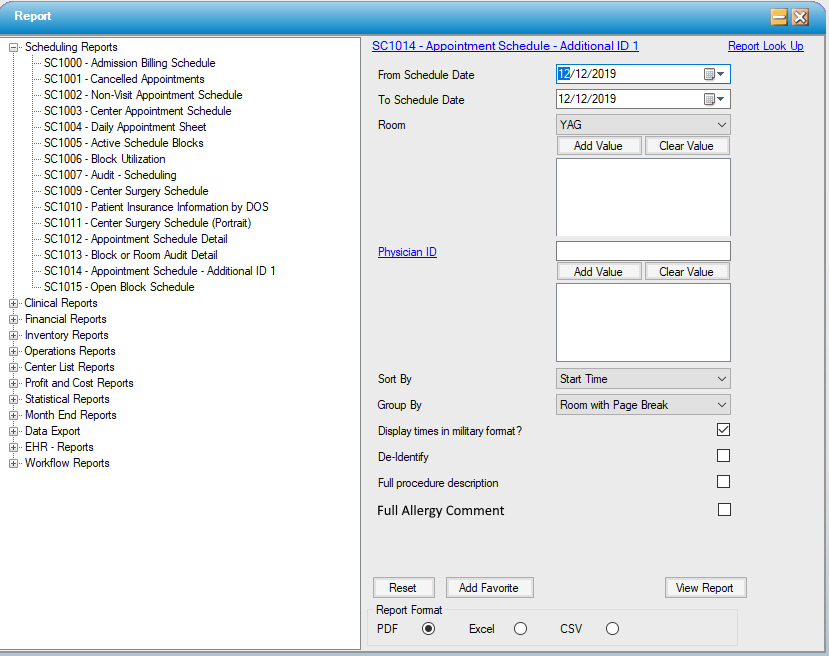 Report
Scheduling Reports
SC1000 - Admission Billing Schedule
SC1001 - Cancelled Appointments
SC1002 - Non-Visit Appointment Schedule
SC1003 - Center Appointment Schedule
SC1004 - Daily Appointment Sheet
SC1005 - Active Schedule Blocks
SC1006 - Block Utilization
SC1007 - Audit - Scheduling
SC1009 - Center Surgery Schedule
SC1010 - Patient Insurance Information by DOS
SC1011 - Center Surgery Schedule (Portrait)
SC1012 - Appointment Schedule Detail
SC1013 - Block or Room Audit Detail
SC1014 - Appointment Schedule - Additional ID 1
SC1015 - Open Block Schedule
Clinical Reports
Financial Reports
Inventory Reports
Operations Reports
Center List Reports
Profit and Cost Reports
Statistical Reports
Month End Reports
Data Export
EHR - Reports
Workflow Reports
SC1014 - Appointment Schedule - Additional ID 1 Report Look Up
From Schedule Date 12/12/2019
To Schedule Date 12/12/2019
Room YAG
Add Value Clear Value
Physician ID
Add Value Clear Value
Sort By Start Time
Group By Room with Page Break
Display times in military format?
De-Identify
Full procedure description
Full Allergy Comment
Reset Add Favorite View Report
Report Format
PDF Excel CSV